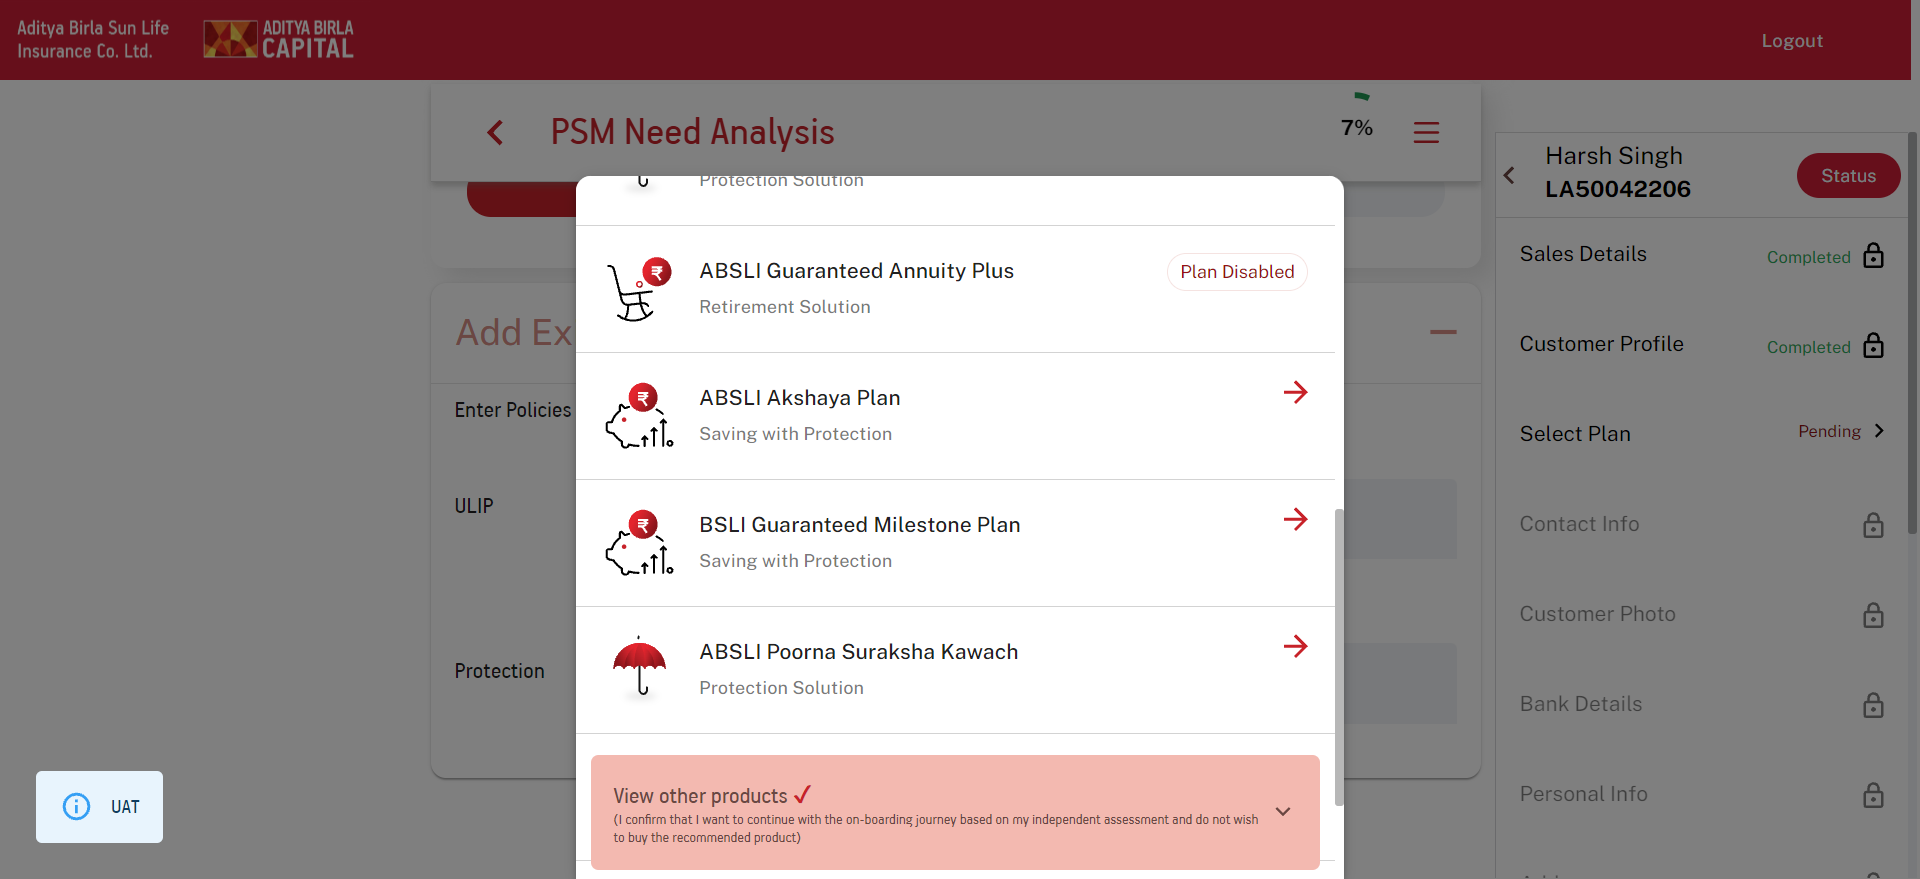 Aditya Birla Sun Life
Insurance Co. Ltd.
ADITYA BIRLA
CAPITAL
Logout
PSM Need Analysis
7%
Harsh Singh
LA50042206
Status
Sales Details
Completed
Customer Profile
Completed
Select Plan
Pending
Contact Info
Customer Photo
Bank Details
Personal Info
Add Ex
Enter Policies
ULIP
Protection
Protection Solution
ABSLI Guaranteed Annuity Plus
Plan Disabled
Retirement Solution
ABSLI Akshaya Plan
Saving with Protection
BSLI Guaranteed Milestone Plan
Saving with Protection
ABSLI Poorna Suraksha Kawach
Protection Solution
View other products
(I confirm that I want to continue with the on-boarding journey based on my independent assessment and do not wish
to buy the recommended product)
UAT